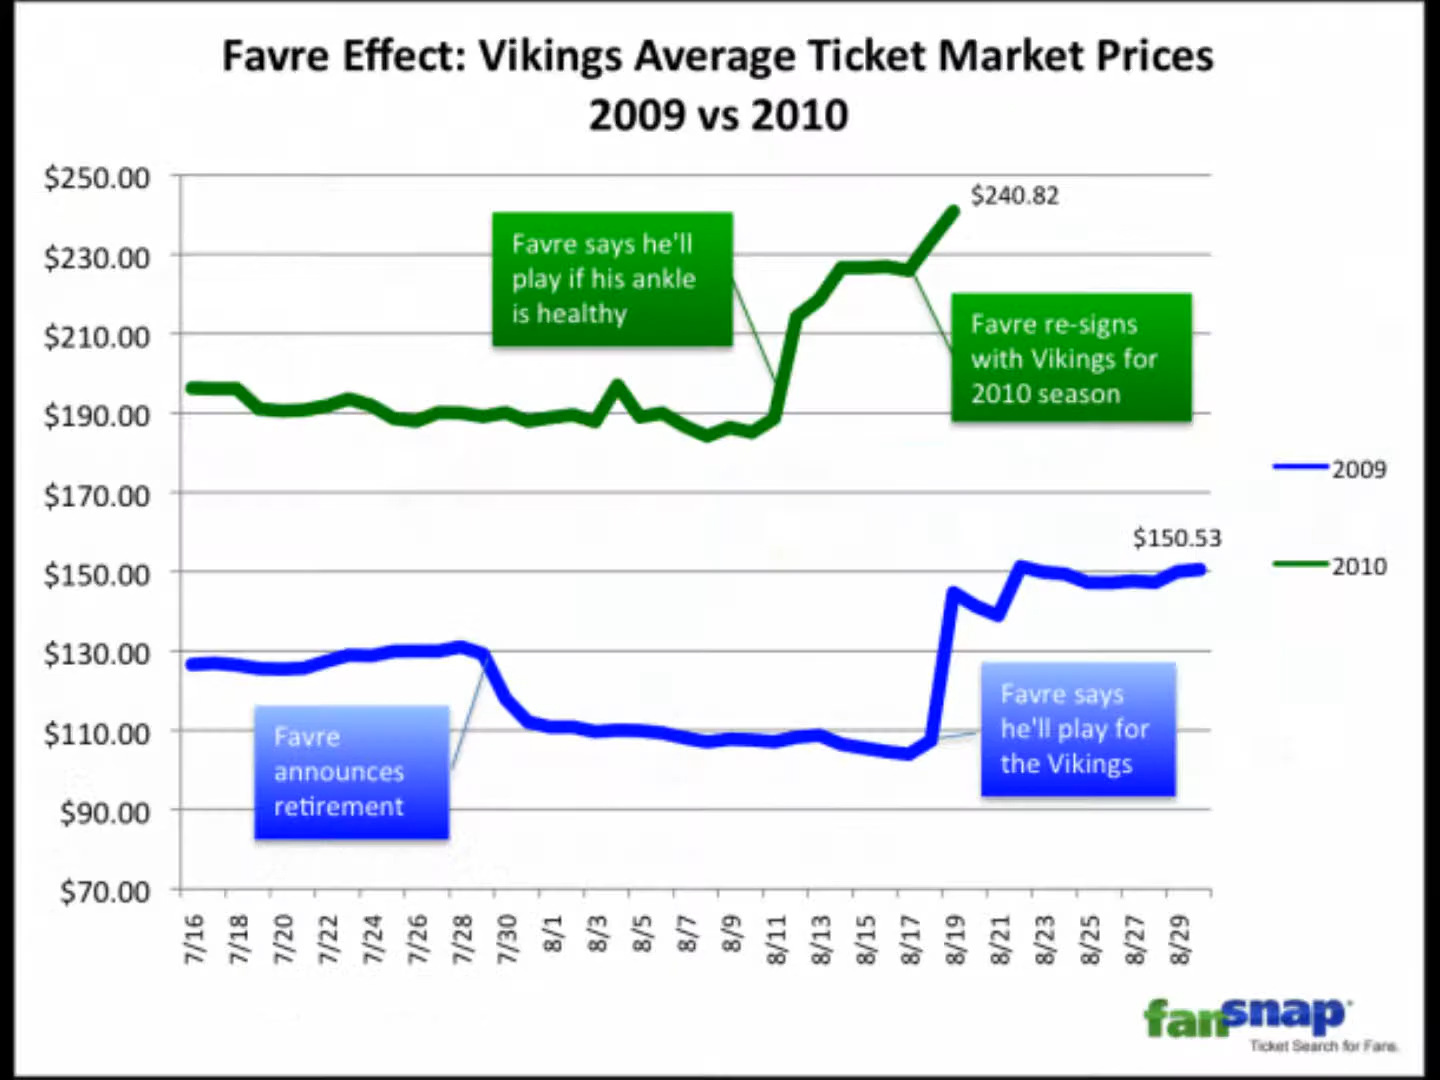 Favre Effect: Vikings Average Ticket Market Prices
2009 vs 2010
$250.00
$230.00
$210.00
$190.00
$170.00
$150.00
$130.00
$110.00
$90.00
$70.00
$240.82
Favre says he'll
play if his ankle
is healthy
Favre re-signs
with Vikings for
2010 season
2009
2010
$150.53
Favre
announces
retirement
Favre says
he'll play for
the Vikings
7/16
7/18
7/20
7/22
7/24
7/26
7/28
7/30
8/1
8/3
8/5
8/7
8/9
8/11
8/13
8/15
8/17
8/19
8/21
8/23
8/25
8/27
8/29
fansnap
Ticket Search for Fans.